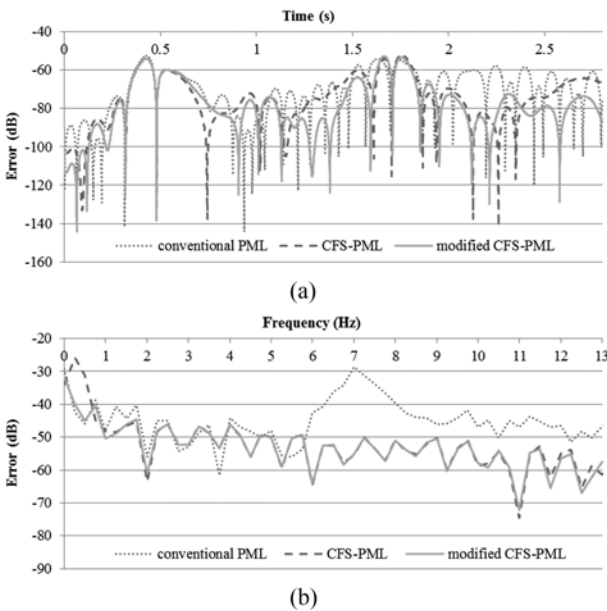 Time (s)
0 0.5 1 1.5 2 2.5
-40
-60
-80
-100
-120
-140
-160
Error (dB)
conventional PML CFS-PML modified CFS-PML
(a)
Frequency (Hz)
0 1 2 3 4 5 6 7 8 9 10 11 12 13
-20
-30
-40
-50
-60
-70
-80
-90
Error (dB)
conventional PML CFS-PML modified CFS-PML
(b)